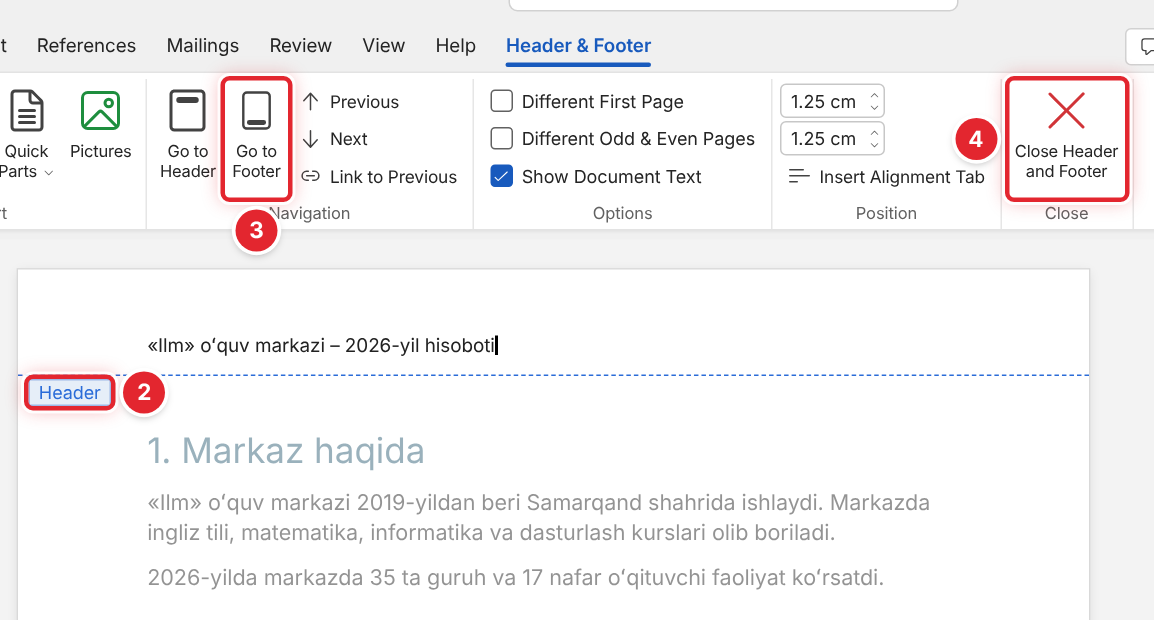 t References Mailings Review View Help Header & Footer
Quick Parts
Pictures
Go to Header
Go to Footer
Previous
Next
Link to Previous
Navigation
3
Different First Page
Different Odd & Even Pages
Show Document Text
Options
1.25 cm
1.25 cm
Insert Alignment Tab
Position
4
Close Header
and Footer
Close
«Ilm» oʻquv markazi – 2026-yil hisoboti
Header 2
1. Markaz haqida
«Ilm» oʻquv markazi 2019-yildan beri Samarqand shahrida ishlaydi. Markazda
ingliz tili, matematika, informatika va dasturlash kurslari olib boriladi.
2026-yilda markazda 35 ta guruh va 17 nafar oʻqituvchi faoliyat koʻrsatdi.